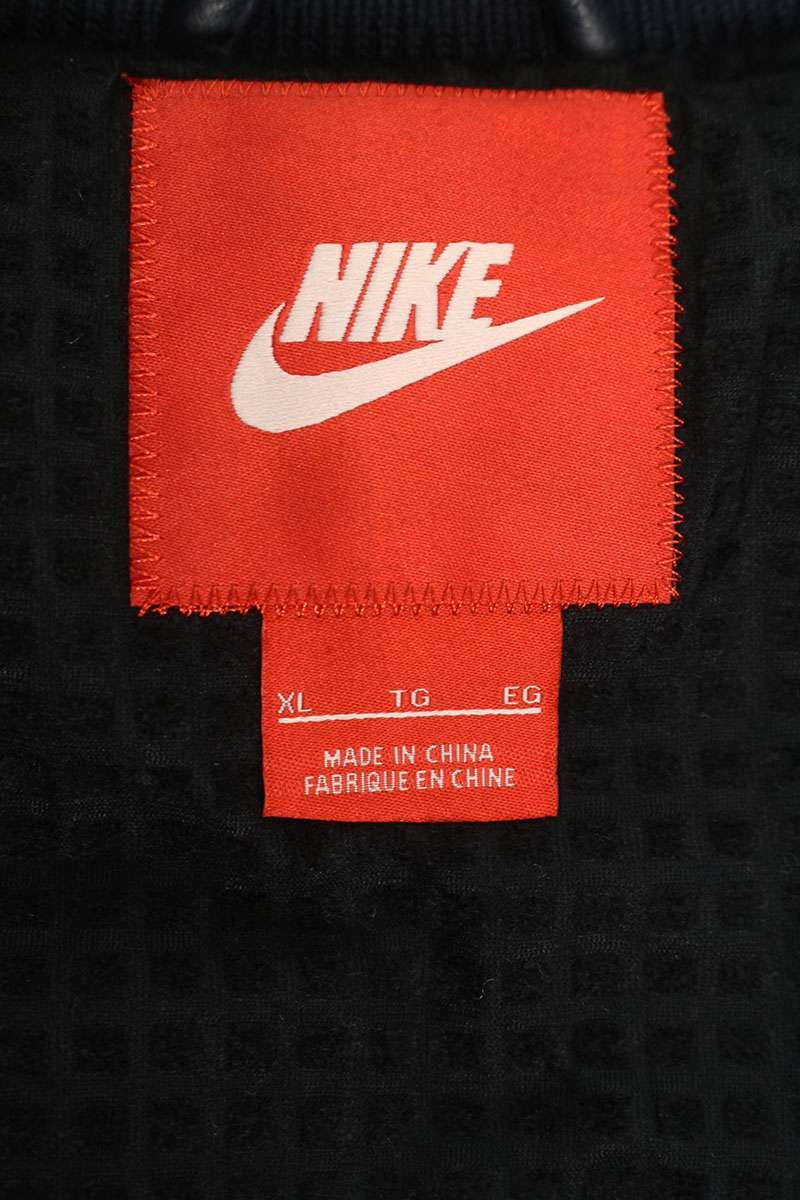 NIKE
XL TG EG
MADE IN CHINA
FABRIQUE EN CHINE